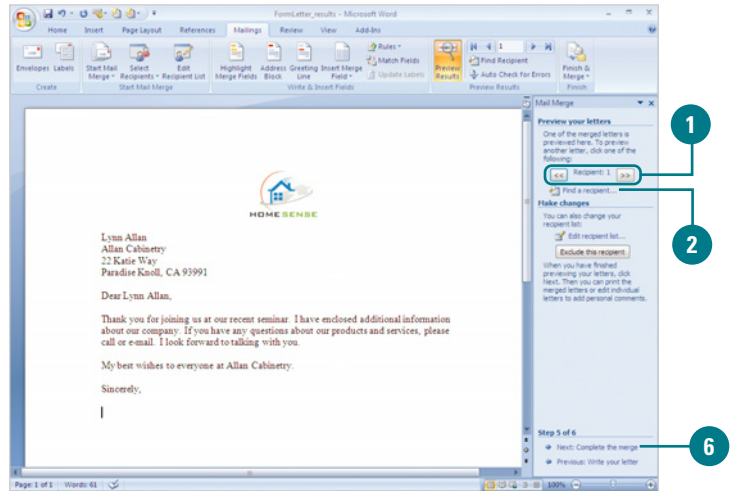 FormLetter_results - Microsoft Word
Home Insert Page Layout References Mailings Review View Add-Ins
Envelopes Labels
Start Mail Merge
Select Recipients
Edit Recipient List
Highlight Merge Fields
Address Block
Greeting Line
Insert Merge Field
Rules
Match Fields
Update Labels
Preview Results
1
Find Recipient
Auto Check for Errors
Finish & Merge
Create Start Mail Merge Write & Insert Fields Preview Results Finish
HOMESENSE
Lynn Allan
Allan Cabinetry
22 Katie Way
Paradise Knoll, CA 93991
Dear Lynn Allan,
Thank you for joining us at our recent seminar. I have enclosed additional information
about our company. If you have any questions about our products and services, please
call or e-mail. I look forward to talking with you.
My best wishes to everyone at Allan Cabinetry.
Sincerely,
Mail Merge
Preview your letters
One of the merged letters is
previewed here. To preview
another letter, click one of the
following:
<< Recipient: 1 >>
Find a recipient...
Make changes
You can also change your
recipient list:
Edit recipient list...
Exclude this recipient
When you have finished
previewing your letters, click
Next. Then you can print the
merged letters or edit individual
letters to add personal comments.
Step 5 of 6
Next: Complete the merge
Previous: Write your letter
1
2
6
Page: 1 of 1 Words: 61 100%